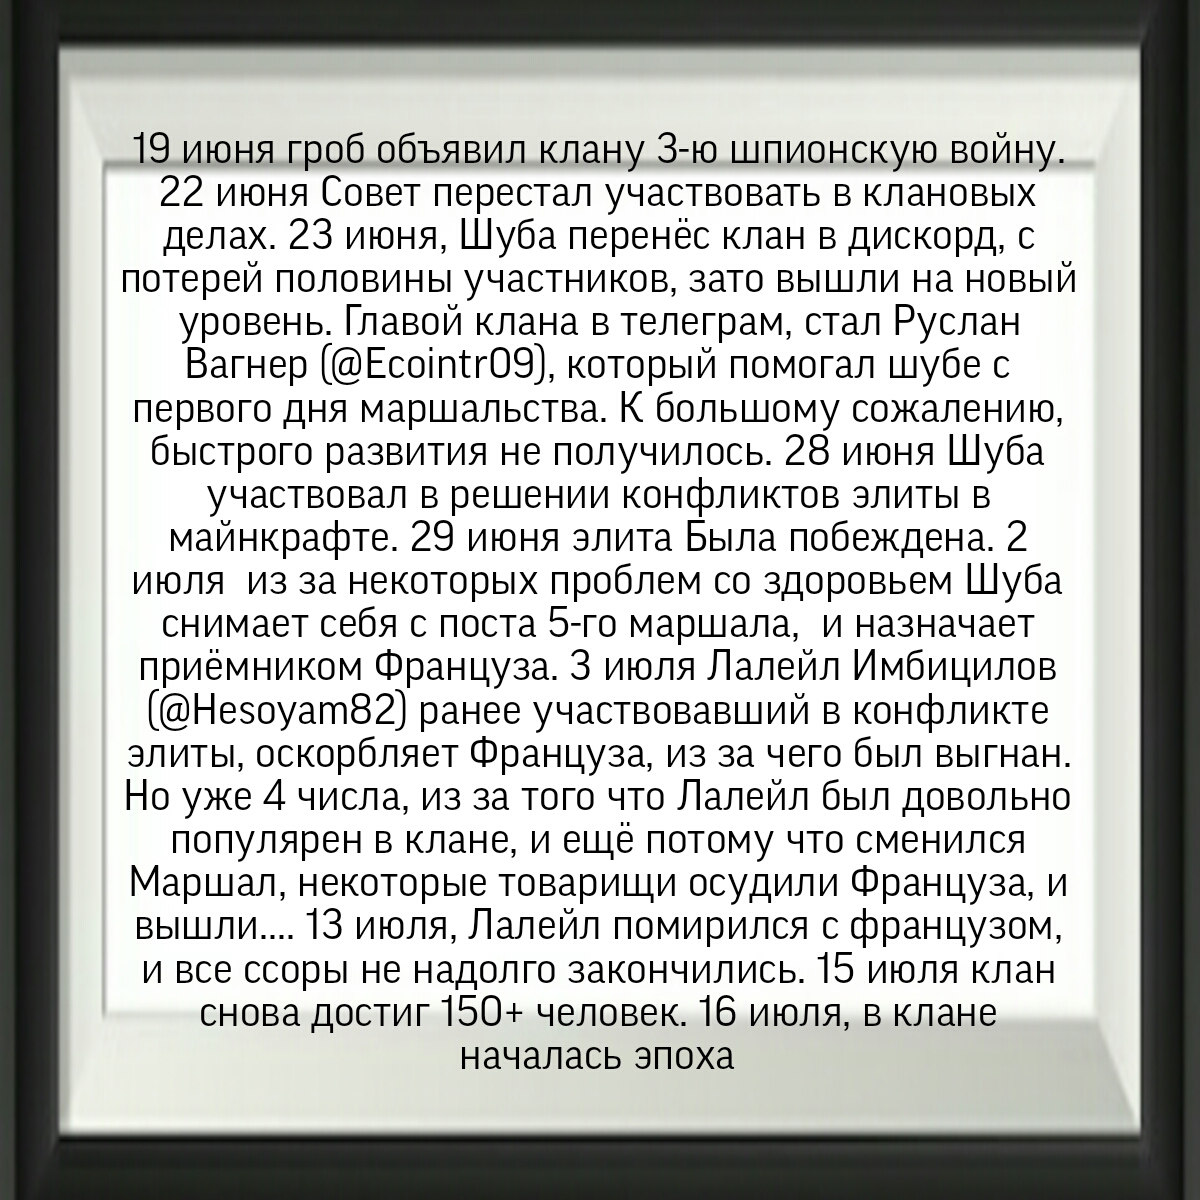 19 июня гроб объявил клану 3-ю шпионскую войну.
22 июня Совет перестал участвовать в клановых
делах. 23 июня, Шуба перенёс клан в дискорд, с
потерей половины участников, зато вышли на новый
уровень. Главой клана в телеграм, стал Руслан
Вагнер (@Ecointr09), который помогал шубе с
первого дня маршальства. К большому сожалению,
быстрого развития не получилось. 28 июня Шуба
участвовал в решении конфликтов элиты в
майнкрафте. 29 июня элита Была побеждена. 2
июля  из за некоторых проблем со здоровьем Шуба
снимает себя с поста 5-го маршала,  и назначает
приёмником Француза. 3 июля Лалейл Имбицилов
(@Hesoyam82) ранее участвовавший в конфликте
элиты, оскорбляет Француза, из за чего был выгнан.
Но уже 4 числа, из за того что Лалейл был довольно
популярен в клане, и ещё потому что сменился
Маршал, некоторые товарищи осудили Француза, и
вышли.... 13 июля, Лалейл помирился с французом,
и все ссоры не надолго закончились. 15 июля клан
снова достиг 150+ человек. 16 июля, в клане
началась эпоха